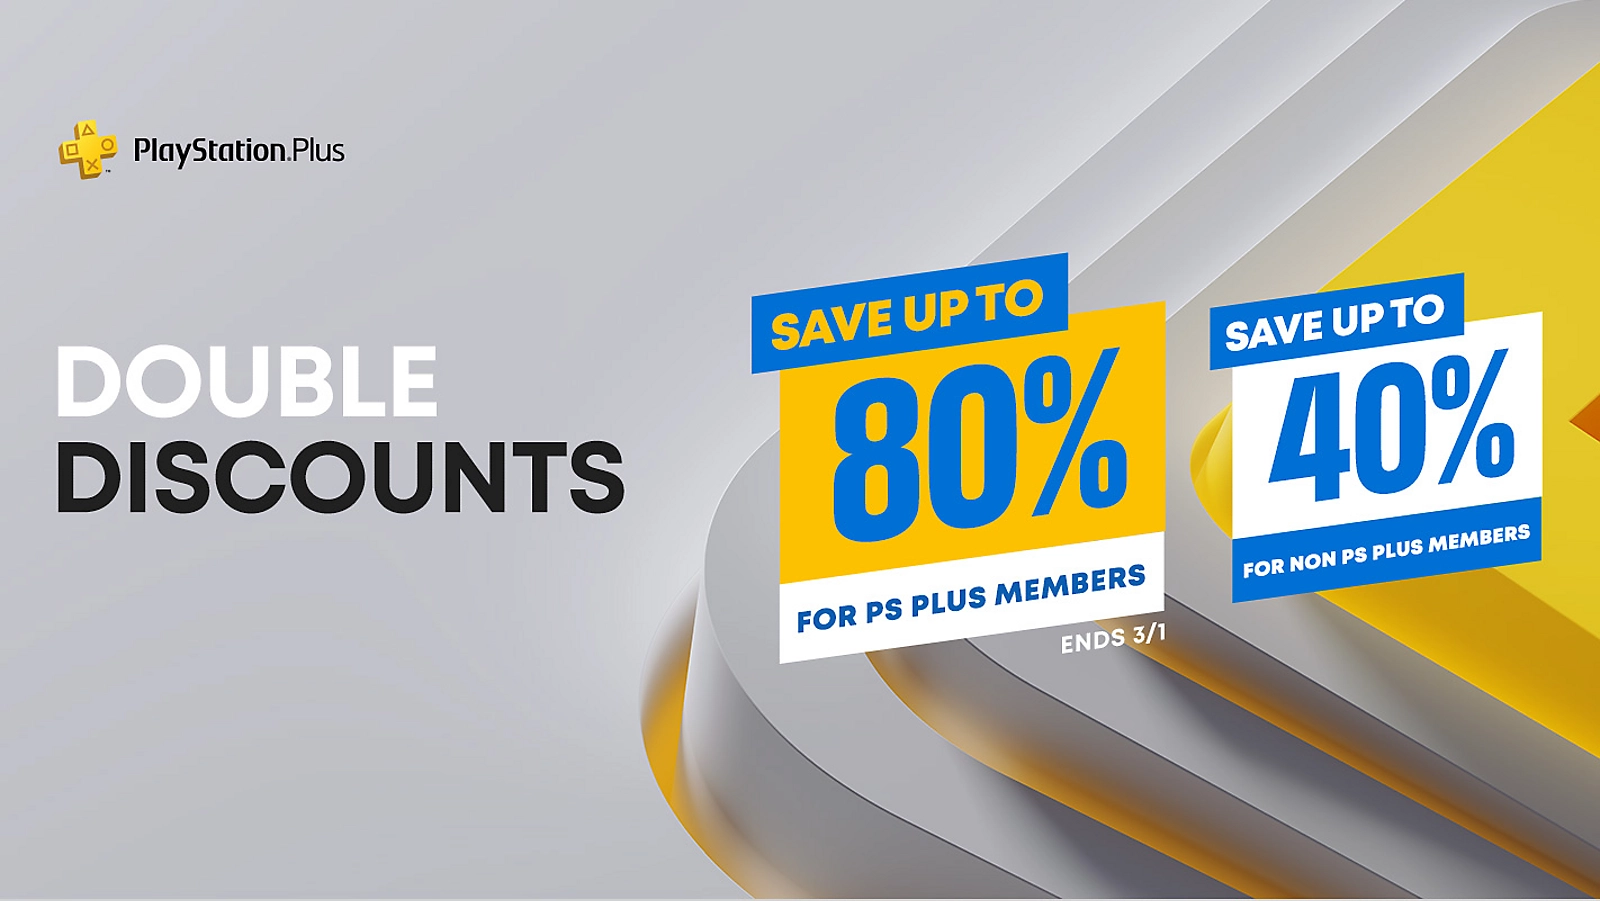 PlayStation.Plus
DOUBLE
DISCOUNTS
SAVE UP TO
80%
FOR PS PLUS MEMBERS
ENDS 3/1
SAVE UP TO
40%
FOR NON PS PLUS MEMBERS